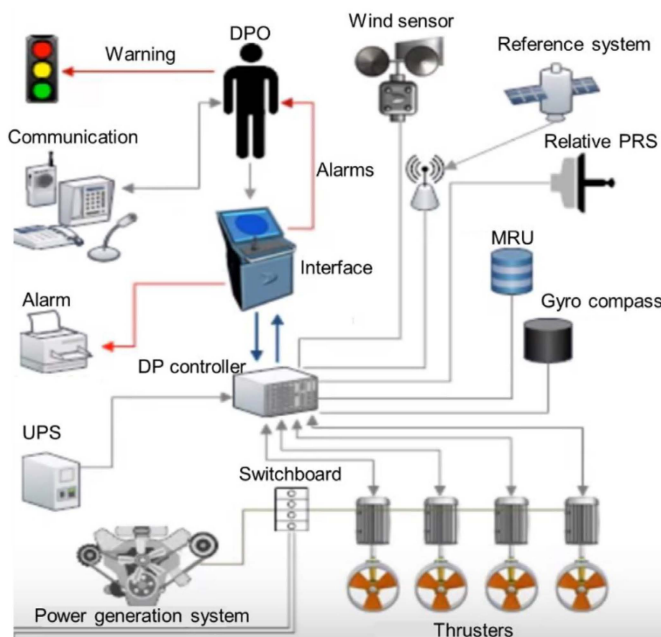 DPO
Wind sensor
Reference system
Warning
Communication
Alarms
Relative PRS
MRU
Interface
Gyro compass
Alarm
DP controller
UPS
Switchboard
Power generation system
Thrusters